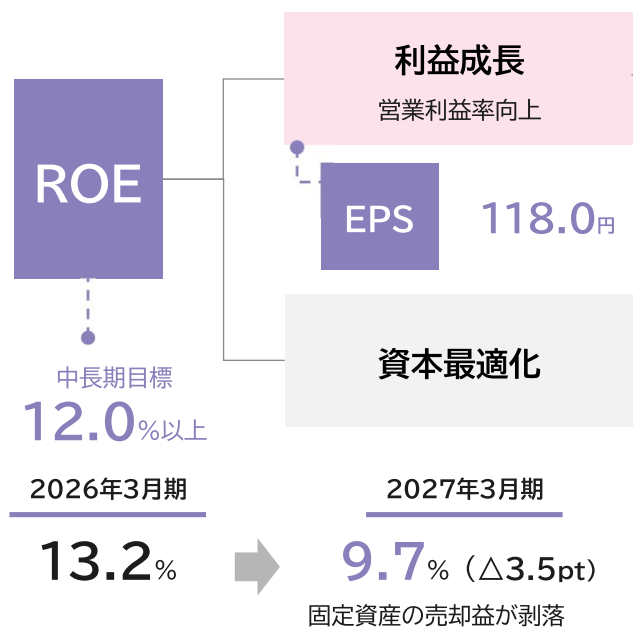 利益成長
営業利益率向上
ROE
EPS
118.0円
資本最適化
中長期目標
12.0%以上
2026年3月期
2027年3月期
13.2%
9.7%（△3.5pt）
固定資産の売却益が剥落